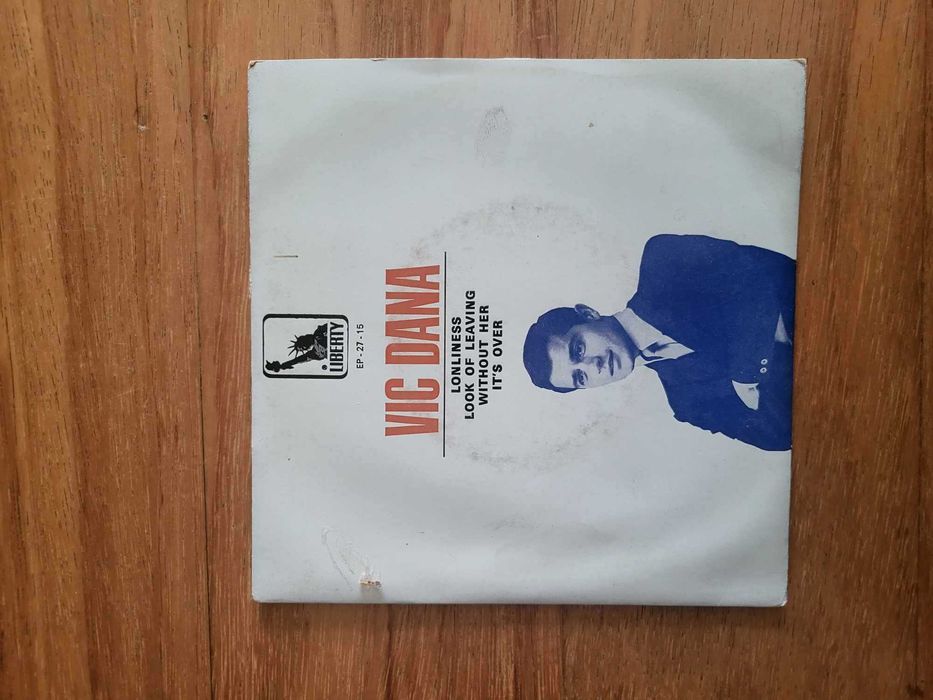 LIBERTY
EP - 27 - 15
VIC DANA
LONLINESS
LOOK OF LEAVING
WITHOUT HER
IT'S OVER